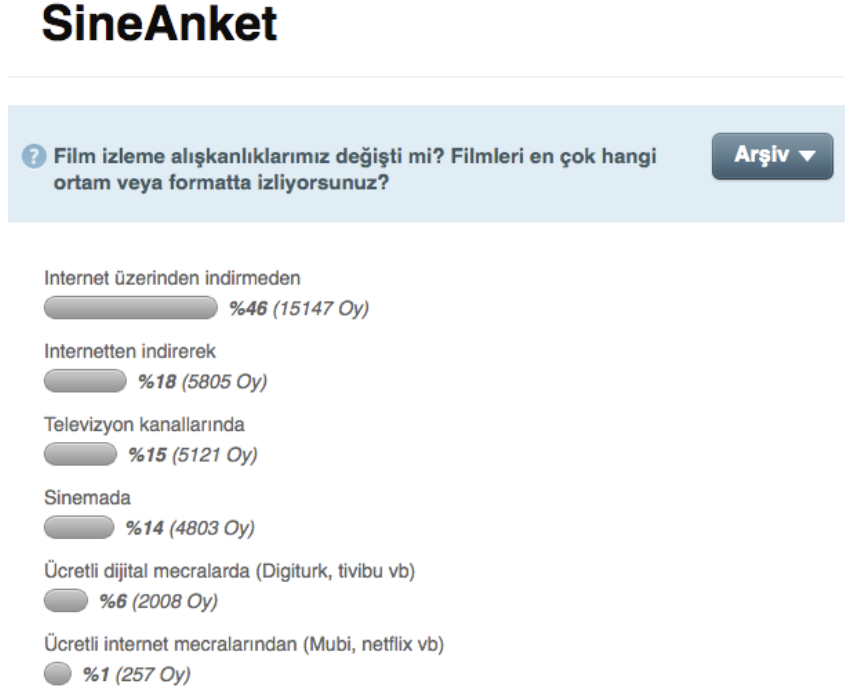 SineAnket
Film izleme alışkanlıklarımız değişti mi? Filmleri en çok hangi
ortam veya formatta izliyorsunuz?
Arşiv
Internet üzerinden indirmeden
%46 (15147 Oy)
Internetten indirerek
%18 (5805 Oy)
Televizyon kanallarında
%15 (5121 Oy)
Sinemada
%14 (4803 Oy)
Ücretli dijital mecralarda (Digiturk, tivibu vb)
%6 (2008 Oy)
Ücretli internet mecralarından (Mubi, netflix vb)
%1 (257 Oy)